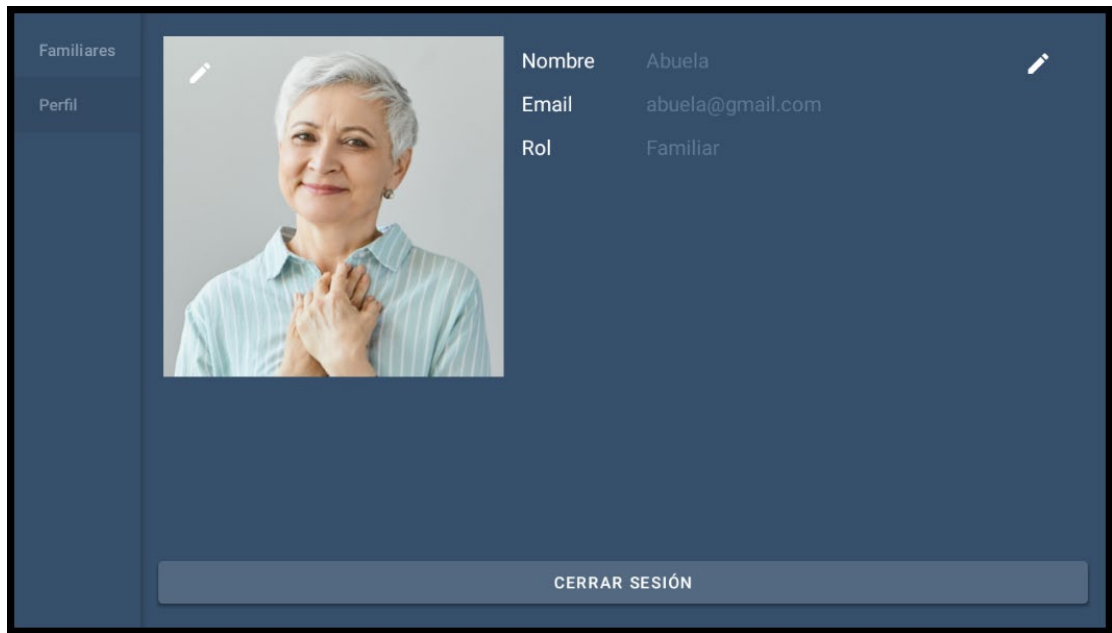 Familiares
Perfil
Nombre Abuela
Email abuela@gmail.com
Rol Familiar
CERRAR SESIÓN